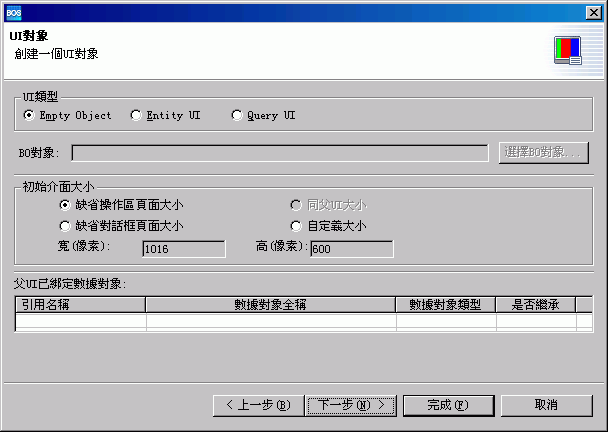 BOS
UI對象
創建一個UI對象
UI類型
Empty Object Entity UI Query UI
BO對象: 選擇BO對象...
初始介面大小
缺省操作區頁面大小 同父UI大小
缺省對話框頁面大小 自定義大小
寬(像素): 1016 高(像素): 600
父UI已綁定數據對象:
引用名稱 數據對象全稱 數據對象類型 是否繼承
< 上一步(B) 下一步(N) > 完成(F) 取消